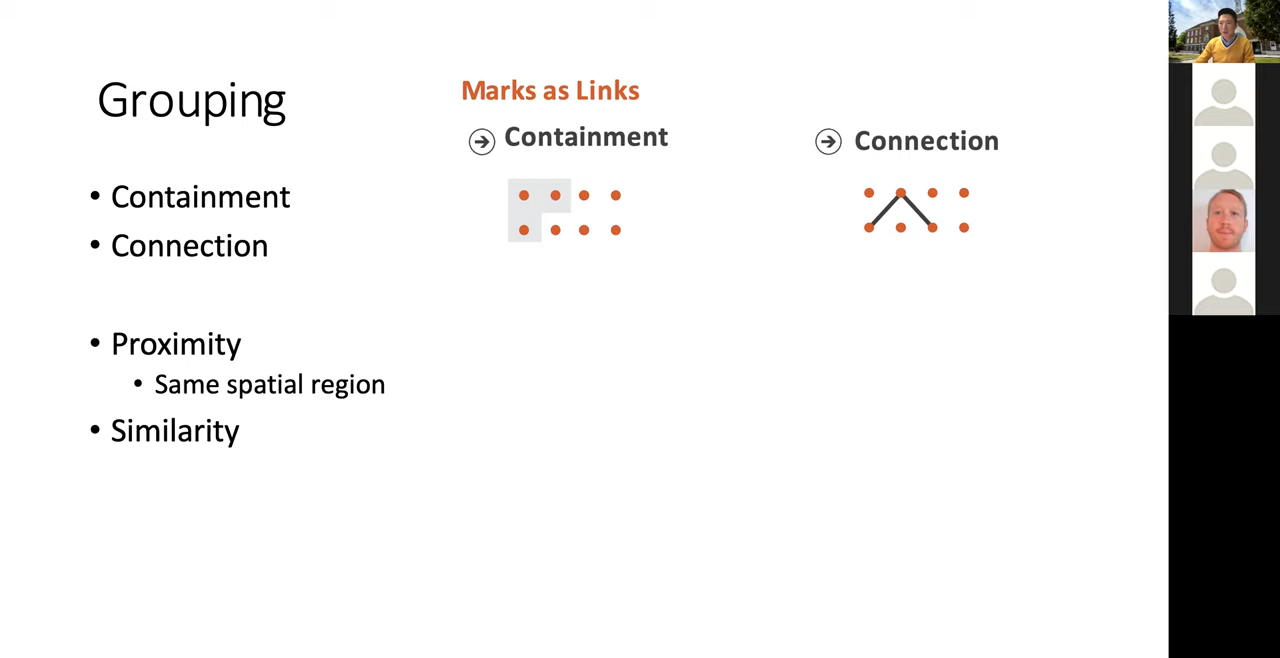 Grouping
• Containment
• Connection
• Proximity
• Same spatial region
• Similarity
Marks as Links
Containment
Connection